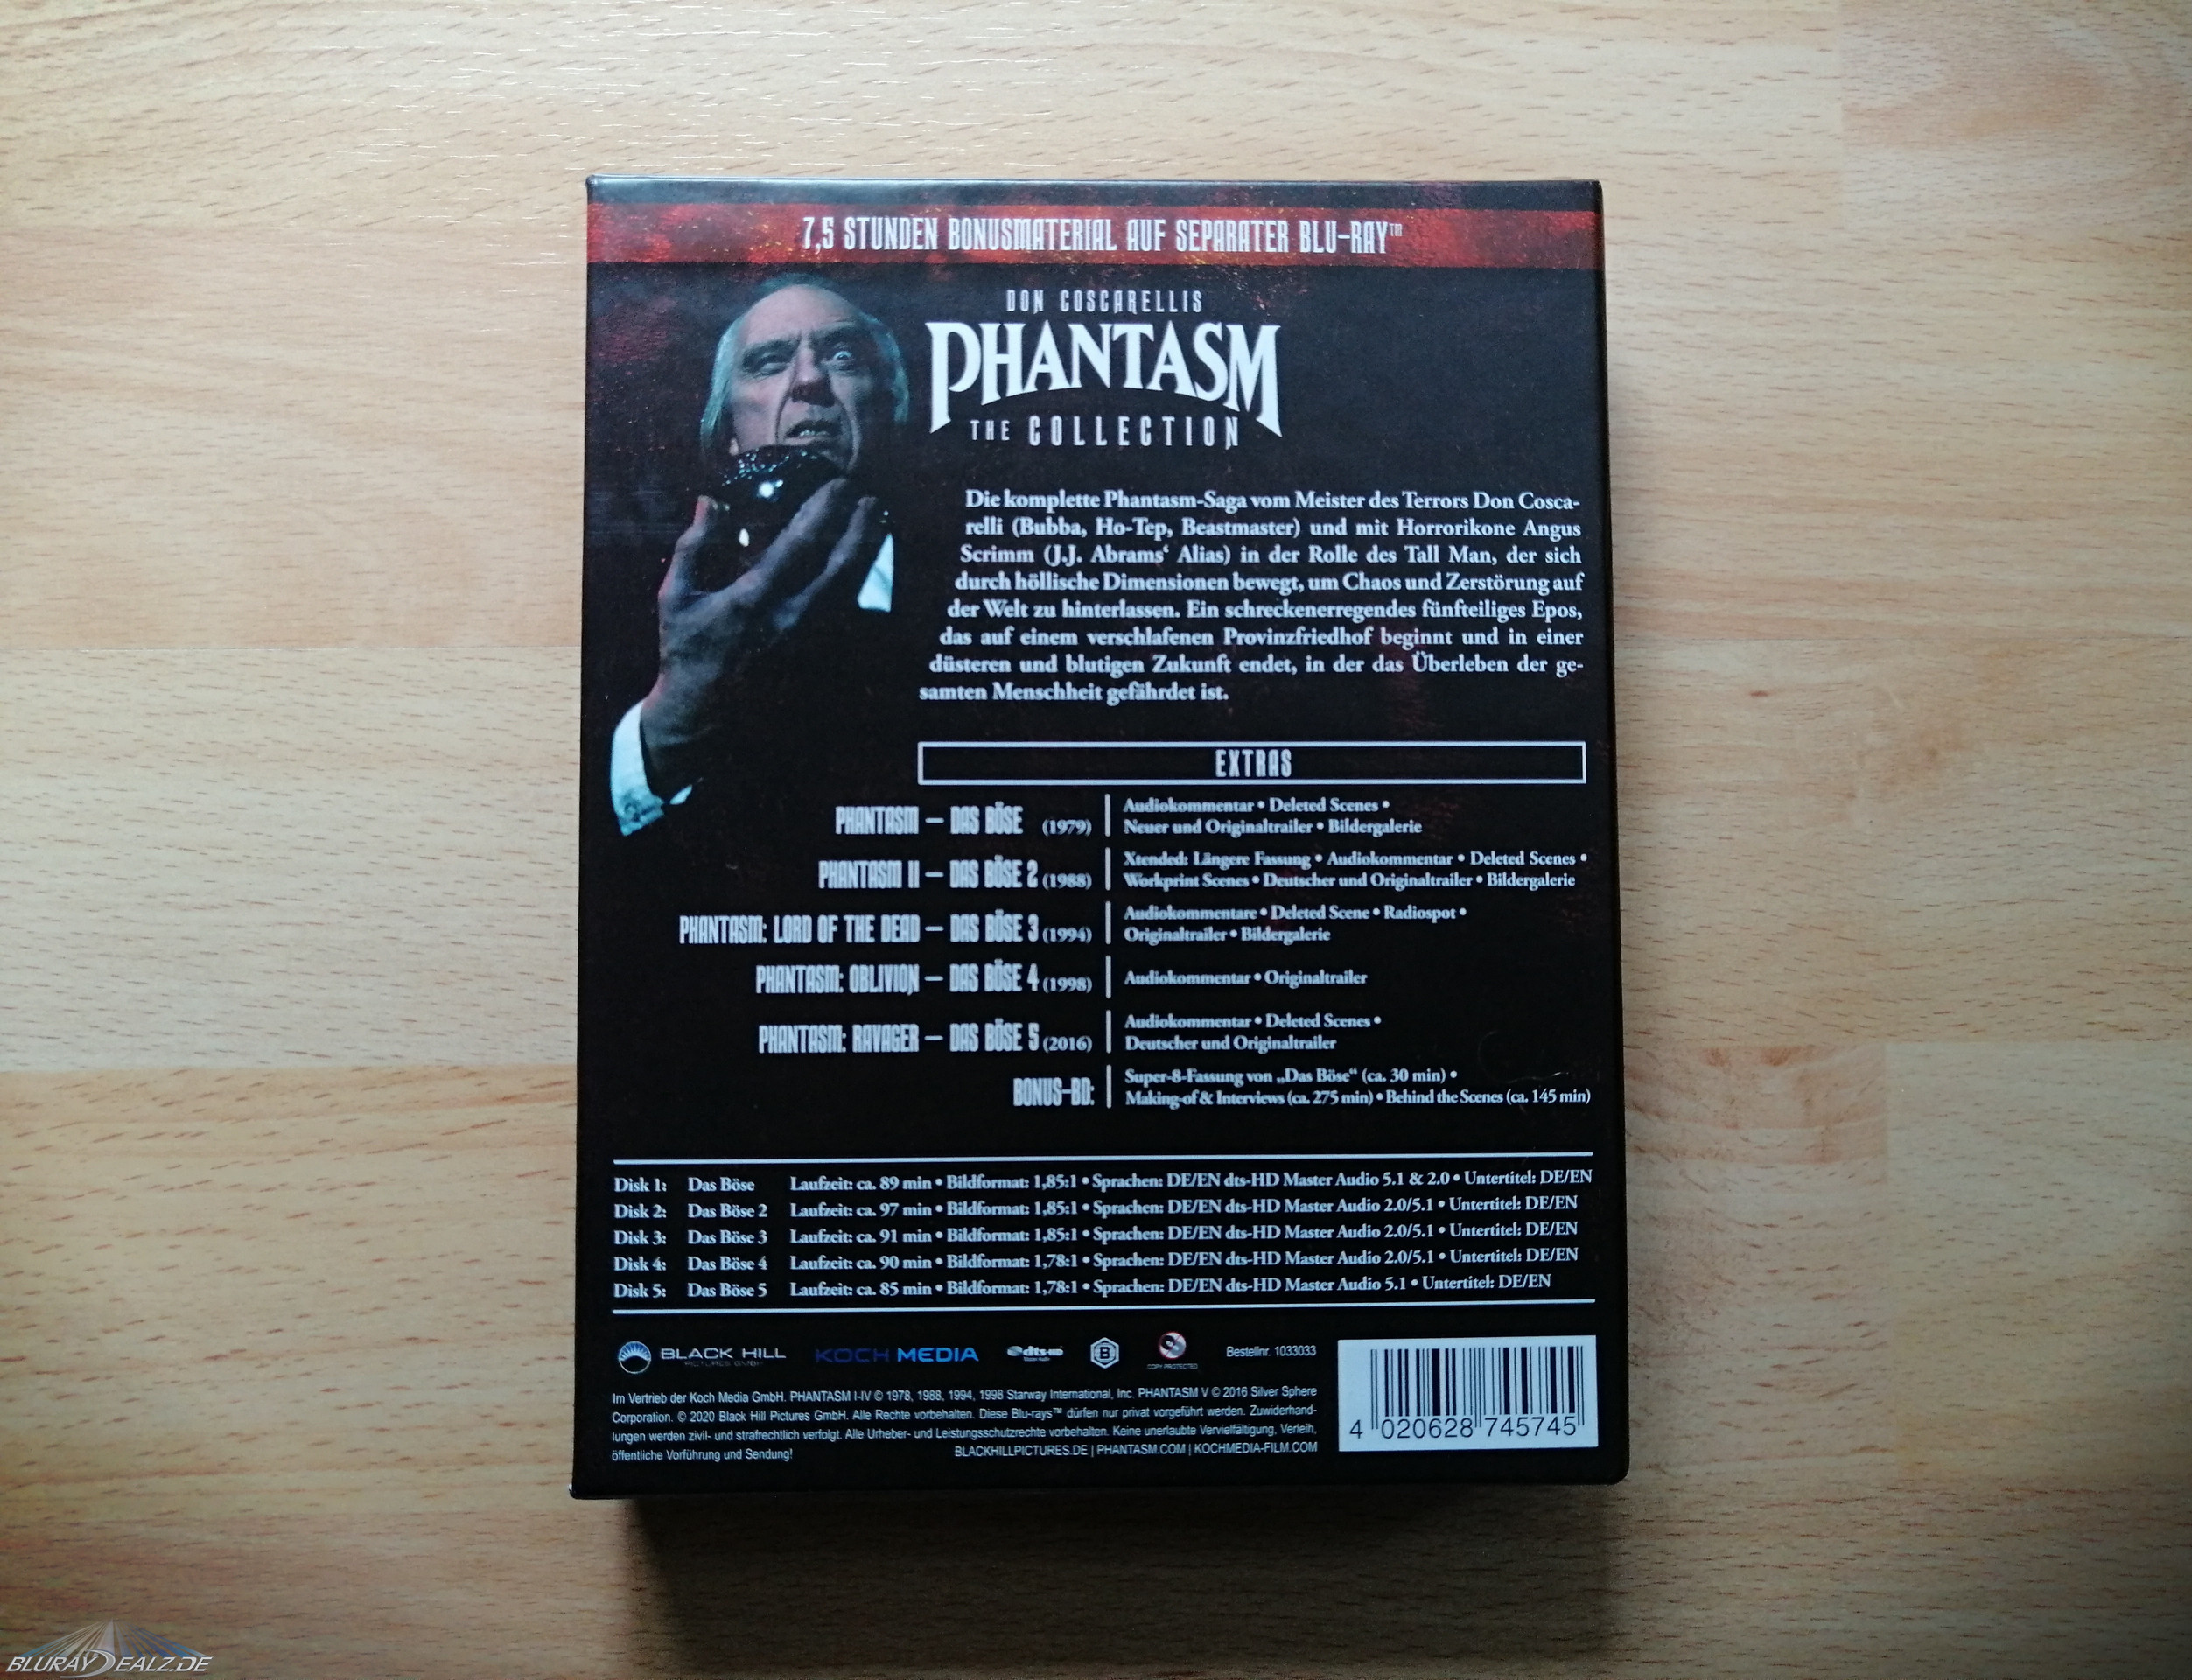 7,5 STUNDEN BONUSMATERIAL AUF SEPARATER BLU-RAY™
DON COSCARELLIS
PHANTASM
THE COLLECTION
Die komplette Phantasm-Saga vom Meister des Terrors Don Cosca-
relli (Bubba, Ho-Tep, Beastmaster) und mit Horrorikone Angus
Scrimm (J.J. Abrams‘ Alias) in der Rolle des Tall Man, der sich
durch höllische Dimensionen bewegt, um Chaos und Zerstörung auf
der Welt zu hinterlassen. Ein schreckenerregendes fünfteiliges Epos,
das auf einem verschlafenen Provinzfriedhof beginnt und in einer
düsteren und blutigen Zukunft endet, in der das Überleben der ge-
samten Menschheit gefährdet ist.
EXTRAS
PHANTASM – DAS BÖSE (1979)
Audiokommentar • Deleted Scenes •
Neuer und Originaltrailer • Bildergalerie
PHANTASM II – DAS BÖSE 2 (1988)
Xtended: Längere Fassung • Audiokommentar • Deleted Scenes •
Workprint Scenes • Deutscher und Originaltrailer • Bildergalerie
PHANTASM: LORD OF THE DEAD – DAS BÖSE 3 (1994)
Audiokommentare • Deleted Scene • Radiospot •
Originaltrailer • Bildergalerie
PHANTASM: OBLIVION – DAS BÖSE 4 (1998)
Audiokommentar • Originaltrailer
PHANTASM: RAVAGER – DAS BÖSE 5 (2016)
Audiokommentar • Deleted Scenes •
Deutscher und Originaltrailer
BONUS-BD:
Super-8-Fassung von „Das Böse“ (ca. 30 min) •
Making-of & Interviews (ca. 275 min) • Behind the Scenes (ca. 145 min)
Disk 1: Das Böse Laufzeit: ca. 89 min • Bildformat: 1,85:1 • Sprachen: DE/EN dts-HD Master Audio 5.1 & 2.0 • Untertitel: DE/EN
Disk 2: Das Böse 2 Laufzeit: ca. 97 min • Bildformat: 1,85:1 • Sprachen: DE/EN dts-HD Master Audio 2.0/5.1 • Untertitel: DE/EN
Disk 3: Das Böse 3 Laufzeit: ca. 91 min • Bildformat: 1,85:1 • Sprachen: DE/EN dts-HD Master Audio 2.0/5.1 • Untertitel: DE/EN
Disk 4: Das Böse 4 Laufzeit: ca. 90 min • Bildformat: 1,78:1 • Sprachen: DE/EN dts-HD Master Audio 2.0/5.1 • Untertitel: DE/EN
Disk 5: Das Böse 5 Laufzeit: ca. 85 min • Bildformat: 1,78:1 • Sprachen: DE/EN dts-HD Master Audio 5.1 • Untertitel: DE/EN
BLACK HILL
PICTURES GMBH
KOCH MEDIA
dts-HD
Master Audio
B
COPY PROTECTED
Bestellnr. 1033033
Im Vertrieb der Koch Media GmbH. PHANTASM I-IV © 1978, 1988, 1994, 1998 Starway International, Inc. PHANTASM V © 2016 Silver Sphere
Corporation. © 2020 Black Hill Pictures GmbH. Alle Rechte vorbehalten. Diese Blu-rays™ dürfen nur privat vorgeführt werden. Zuwiderhand-
lungen werden zivil- und strafrechtlich verfolgt. Alle Urheber- und Leistungsschutzrechte vorbehalten. Keine unerlaubte Vervielfältigung, Verleih,
öffentliche Vorführung und Sendung!
BLACKHILLPICTURES.DE | PHANTASM.COM | KOCHMEDIA-FILM.COM
4 020628 745745
BLURAYDEALZ.DE